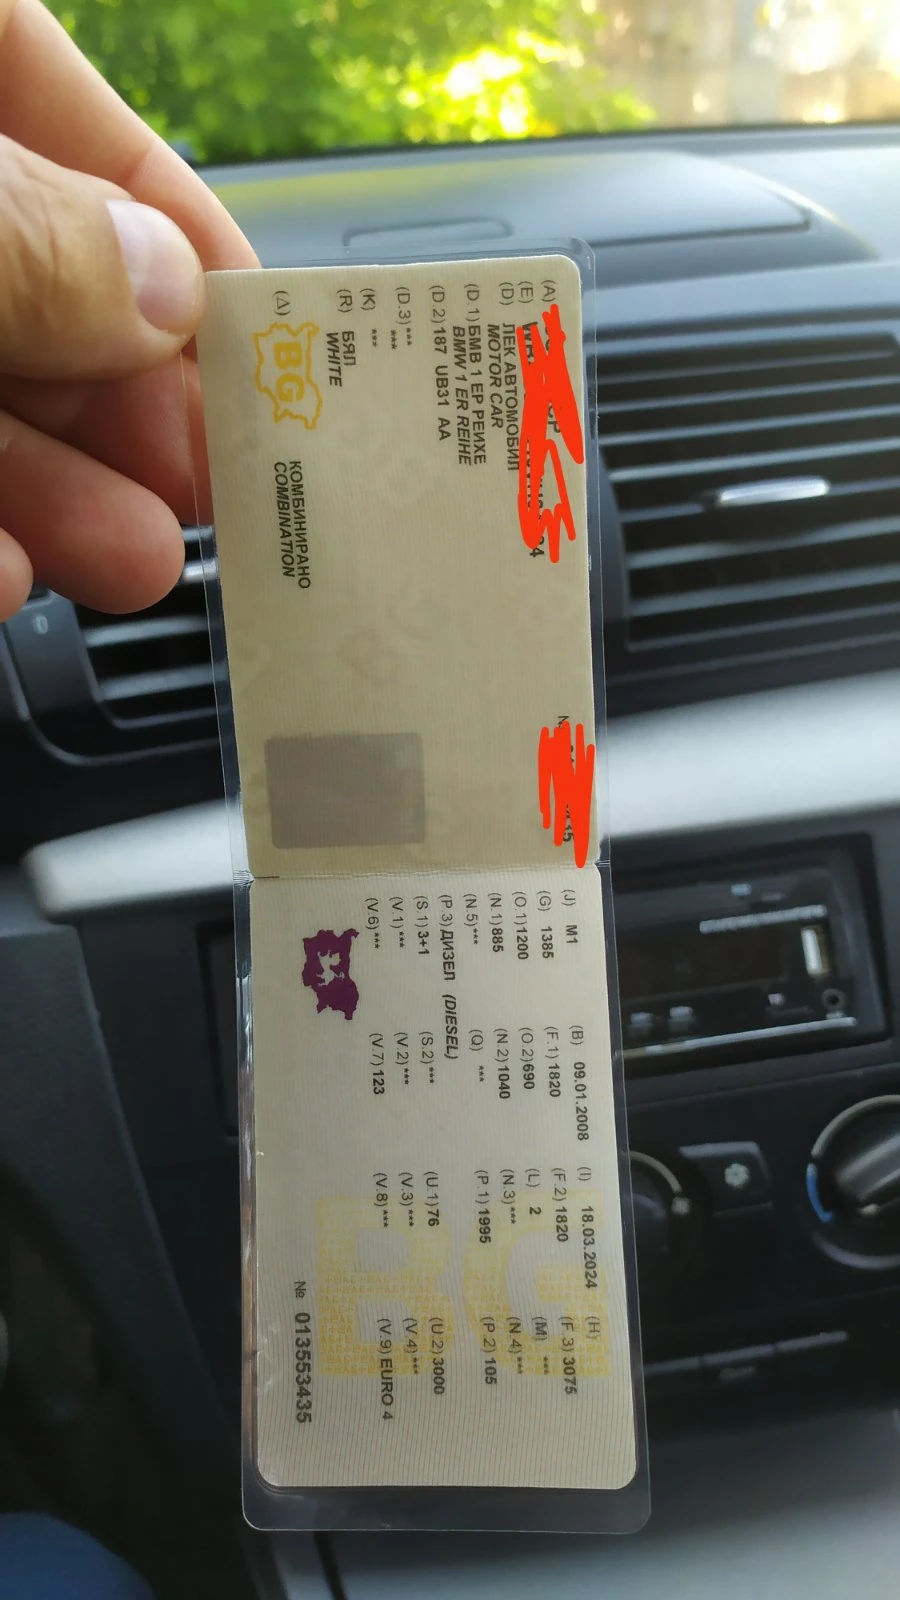 (A)
(E)
(D) ЛЕК АВТОМОБИЛ
MOTOR CAR
(D.1) БМВ 1 ЕР РЕИХЕ
BMW 1 ER REIHE
(D.2) 187 UB31 AA
(D.3) ***
***
(K) ***
(R) БЯЛ
WHITE
(Δ) BG КОМБИНИРАНО
COMBINATION
(J) M1 (B) 09.01.2008 (I) 18.03.2024 (H)
(G) 1385 (F.1) 1820 (F.2) 1820 (F.3) 3075
(O.1) 1200 (O.2) 690 (L) 2 (M) ***
(N.1) 885 (N.2) 1040 (N.3) *** (N.4) ***
(N.5) *** (Q) *** (P.1) 1995 (P.2) 105
(P.3) ДИЗЕЛ (DIESEL)
(S.1) 3+1 (S.2) *** (U.1) 76 (U.2) 3000
(V.1) *** (V.2) *** (V.3) *** (V.4) ***
(V.6) *** (V.7) 123 (V.8) *** (V.9) EURO 4
№ 013553435
BG